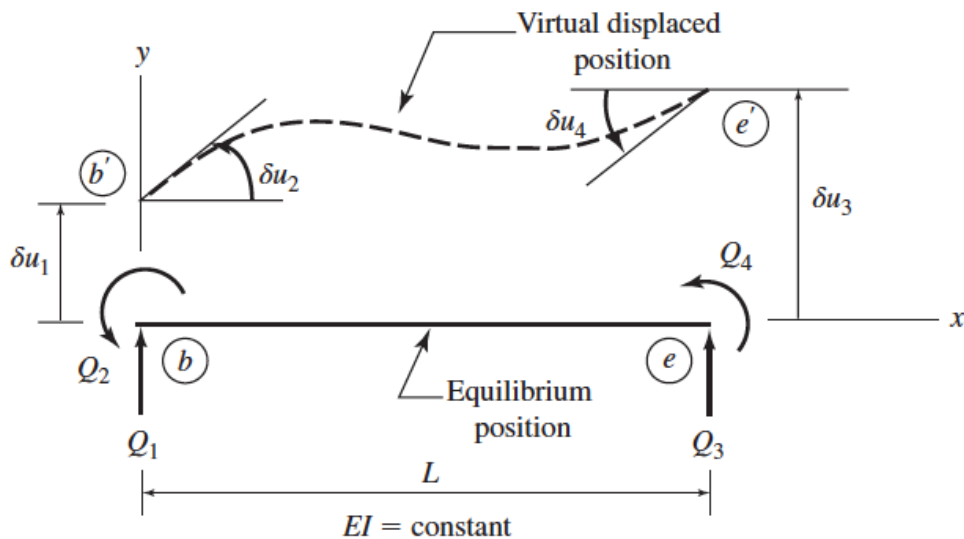 Virtual displaced
position
y
b′
δu₂
δu₄
e′
δu₁
δu₃
Q₄
x
Q₂
b
e
Equilibrium
position
Q₁
Q₃
L
EI = constant